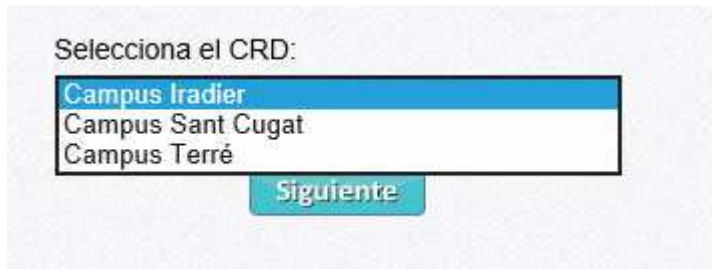 Selecciona el CRD:
Campus Iradier
Campus Sant Cugat
Campus Terré
Siguiente